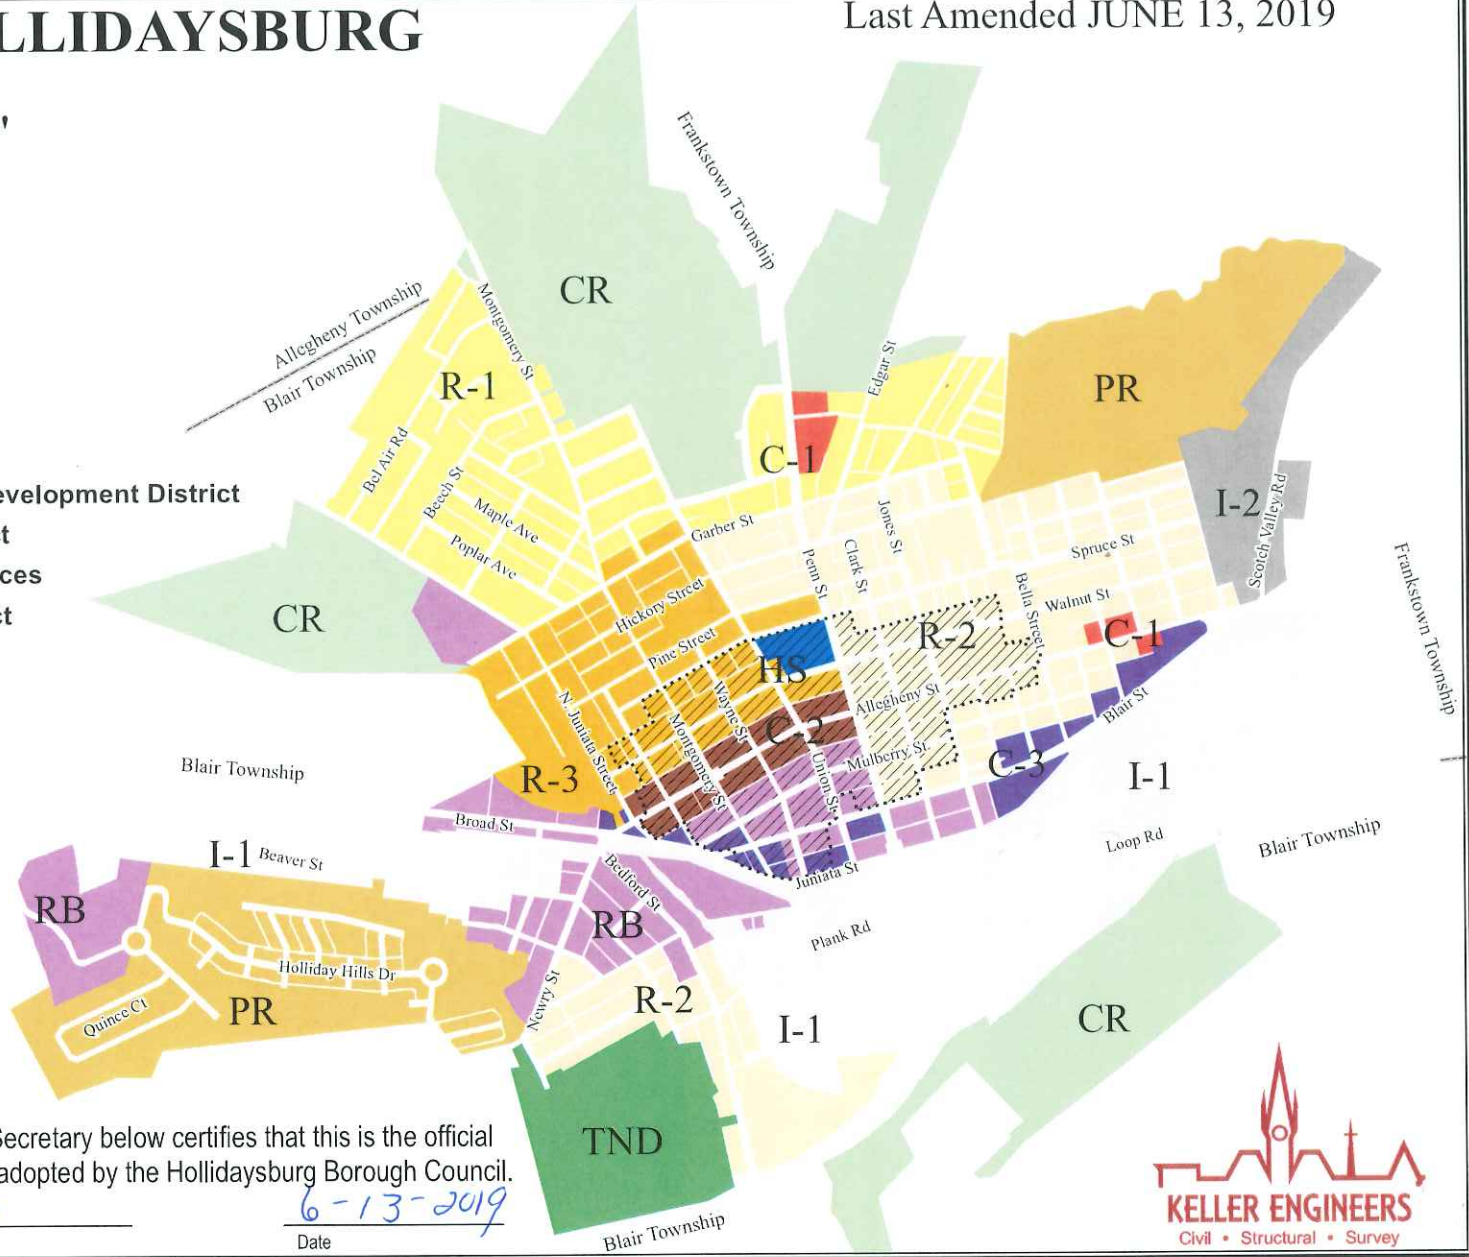 LLIDAYSBURG
Last Amended JUNE 13, 2019
'
Frankstown Township
CR
Allegheny Township
Blair Township
Montgomery St
R-1
Edgar St
PR
Bel Air Rd
C-1
Beech St
evelopment District
Maple Ave
I-2
Scotch Valley Rd
t
Garber St
Jones St
Poplar Ave
Spruce St
ces
Penn St
Clark St
Frankstown Township
t
CR
Hickory Street
Bella Street
Walnut St
R-2
C-1
Pine Street
HS
Allegheny St
Wayne St
N. Juniata Street
Blair St
C-2
Montgomery St
Mulberry St.
Union St
C-3
Blair Township
R-3
I-1
Broad St
Loop Rd
Blair Township
I-1
Beaver St
Juniata St
Bedford St
RB
RB
Plank Rd
Holliday Hills Dr
Quince Ct
PR
Newry St
R-2
I-1
CR
TND
Secretary below certifies that this is the official
adopted by the Hollidaysburg Borough Council.
6-13-2019
Date
Blair Township
KELLER ENGINEERS
Civil • Structural • Survey